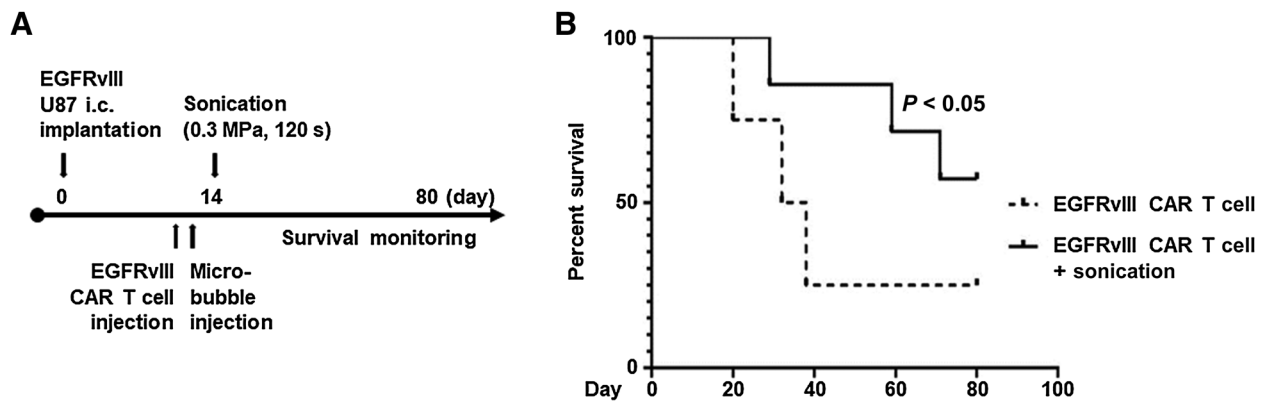 A
EGFRvIII
U87 i.c.
implantation
Sonication
(0.3 MPa, 120 s)
0
14
80 (day)
Survival monitoring
EGFRvIII
CAR T cell
injection
Micro-
bubble
injection
B
Percent survival
100
50
0
P < 0.05
Day
0
20
40
60
80
100
EGFRvIII CAR T cell
EGFRvIII CAR T cell
+ sonication